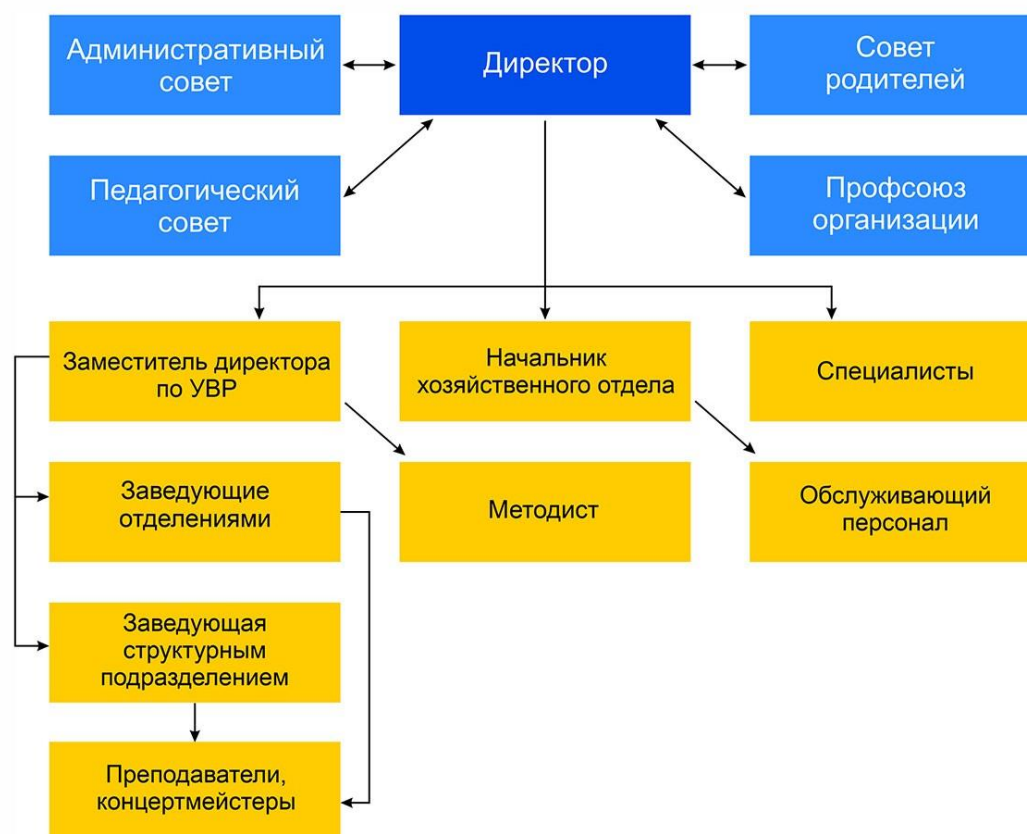 Административный
совет
Директор
Совет
родителей
Педагогический
совет
Профсоюз
организации
Заместитель директора
по УВР
Начальник
хозяйственного отдела
Специалисты
Заведующие
отделениями
Методист
Обслуживающий
персонал
Заведующая
структурным
подразделением
Преподаватели,
концертмейстеры